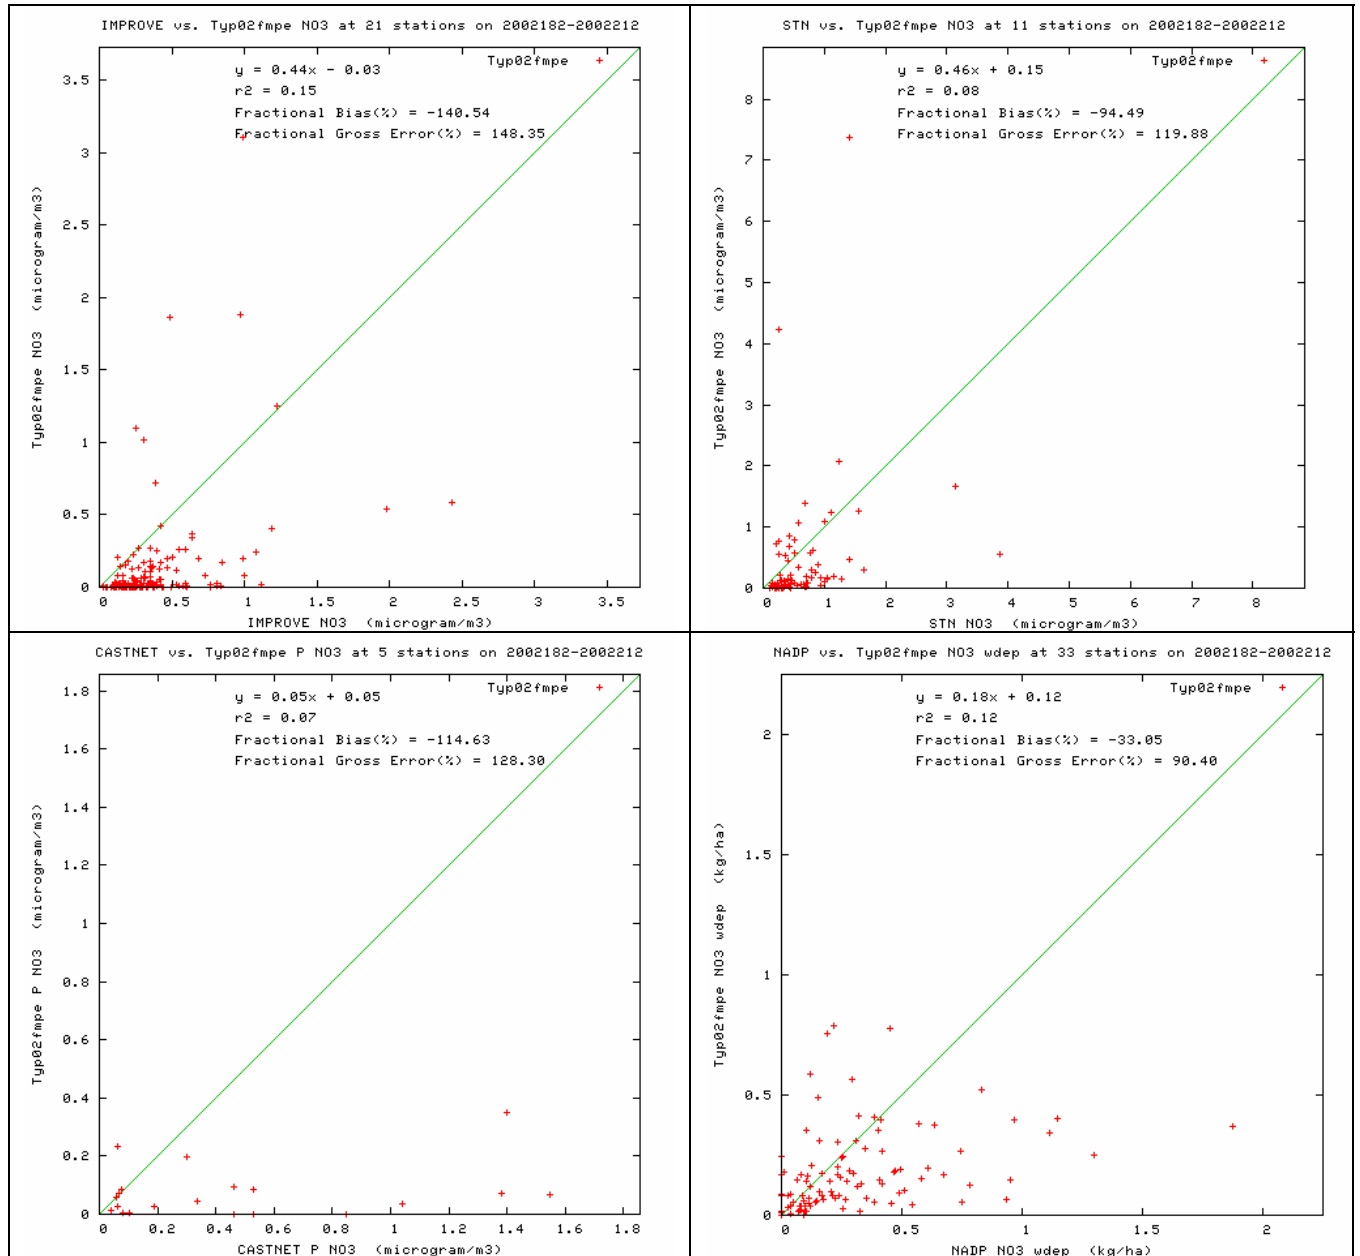 IMPROVE vs. Typ02fmpe NO3 at 21 stations on 2002182-2002212
Typ02fmpe
y = 0.44x - 0.03
r2 = 0.15
Fractional Bias(%) = -140.54
Fractional Gross Error(%) = 148.35
3.5
3
2.5
2
1.5
1
0.5
0
Typ02fmpe NO3 (microgram/m3)
0 0.5 1 1.5 2 2.5 3 3.5
IMPROVE NO3 (microgram/m3)
STN vs. Typ02fmpe NO3 at 11 stations on 2002182-2002212
Typ02fmpe
y = 0.46x + 0.15
r2 = 0.08
Fractional Bias(%) = -94.49
Fractional Gross Error(%) = 119.88
8
7
6
5
4
3
2
1
0
Typ02fmpe NO3 (microgram/m3)
0 1 2 3 4 5 6 7 8
STN NO3 (microgram/m3)
CASTNET vs. Typ02fmpe P NO3 at 5 stations on 2002182-2002212
Typ02fmpe
y = 0.05x + 0.05
r2 = 0.07
Fractional Bias(%) = -114.63
Fractional Gross Error(%) = 128.30
1.8
1.6
1.4
1.2
1
0.8
0.6
0.4
0.2
0
Typ02fmpe P NO3 (microgram/m3)
0 0.2 0.4 0.6 0.8 1 1.2 1.4 1.6 1.8
CASTNET P NO3 (microgram/m3)
NADP vs. Typ02fmpe NO3 wdep at 33 stations on 2002182-2002212
Typ02fmpe
y = 0.18x + 0.12
r2 = 0.12
Fractional Bias(%) = -33.05
Fractional Gross Error(%) = 90.40
2
1.5
1
0.5
0
Typ02fmpe NO3 wdep (kg/ha)
0 0.5 1 1.5 2
NADP NO3 wdep (kg/ha)